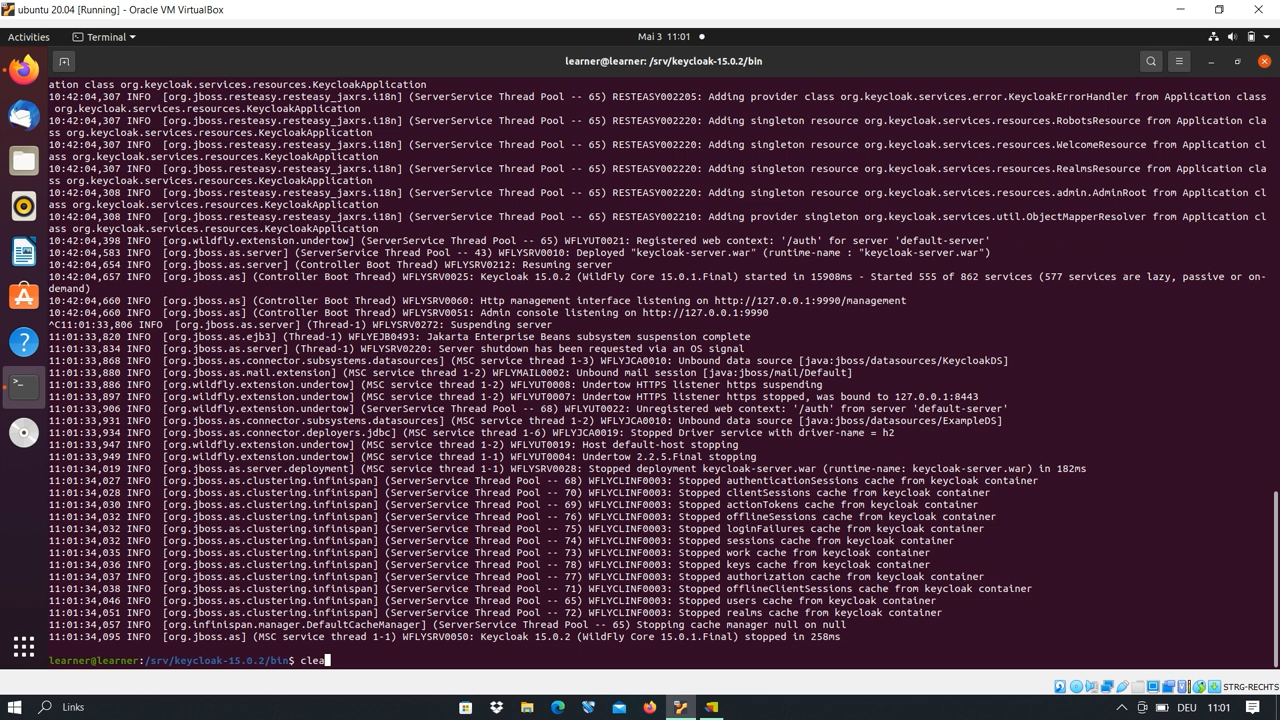 ubuntu 20.04 [Running] - Oracle VM VirtualBox
Activities
Terminal
Mai 3 11:01
learner@learner: /srv/keycloak-15.0.2/bin
ation class org.keycloak.services.resources.KeycloakApplication
10:42:04,307 INFO  [org.jboss.resteasy.resteasy_jaxrs.i18n] (ServerService Thread Pool -- 65) RESTEASY002205: Adding provider class org.keycloak.services.error.KeycloakErrorHandler from Application class
 org.keycloak.services.resources.KeycloakApplication
10:42:04,307 INFO  [org.jboss.resteasy.resteasy_jaxrs.i18n] (ServerService Thread Pool -- 65) RESTEASY002220: Adding singleton resource org.keycloak.services.resources.RobotsResource from Application cla
ss org.keycloak.services.resources.KeycloakApplication
10:42:04,307 INFO  [org.jboss.resteasy.resteasy_jaxrs.i18n] (ServerService Thread Pool -- 65) RESTEASY002220: Adding singleton resource org.keycloak.services.resources.WelcomeResource from Application cl
ass org.keycloak.services.resources.KeycloakApplication
10:42:04,307 INFO  [org.jboss.resteasy.resteasy_jaxrs.i18n] (ServerService Thread Pool -- 65) RESTEASY002220: Adding singleton resource org.keycloak.services.resources.RealmsResource from Application cla
ss org.keycloak.services.resources.KeycloakApplication
10:42:04,308 INFO  [org.jboss.resteasy.resteasy_jaxrs.i18n] (ServerService Thread Pool -- 65) RESTEASY002220: Adding singleton resource org.keycloak.services.resources.admin.AdminRoot from Application c
lass org.keycloak.services.resources.KeycloakApplication
10:42:04,308 INFO  [org.jboss.resteasy.resteasy_jaxrs.i18n] (ServerService Thread Pool -- 65) RESTEASY002210: Adding provider singleton org.keycloak.services.util.ObjectMapperResolver from Application c
lass org.keycloak.services.resources.KeycloakApplication
10:42:04,398 INFO  [org.wildfly.extension.undertow] (ServerService Thread Pool -- 65) WFLYUT0021: Registered web context: '/auth' for server 'default-server'
10:42:04,583 INFO  [org.jboss.as.server] (ServerService Thread Pool -- 43) WFLYSRV0010: Deployed "keycloak-server.war" (runtime-name : "keycloak-server.war")
10:42:04,654 INFO  [org.jboss.as.server] (Controller Boot Thread) WFLYSRV0212: Resuming server
10:42:04,657 INFO  [org.jboss.as] (Controller Boot Thread) WFLYSRV0025: Keycloak 15.0.2 (WildFly Core 15.0.1.Final) started in 15908ms - Started 555 of 862 services (577 services are lazy, passive or on-
demand)
10:42:04,660 INFO  [org.jboss.as] (Controller Boot Thread) WFLYSRV0060: Http management interface listening on http://127.0.0.1:9990/management
10:42:04,660 INFO  [org.jboss.as] (Controller Boot Thread) WFLYSRV0051: Admin console listening on http://127.0.0.1:9990
^C11:01:33,806 INFO  [org.jboss.as.server] (Thread-1) WFLYSRV0272: Suspending server
11:01:33,820 INFO  [org.jboss.as.ejb3] (Thread-1) WFLYEJB0493: Jakarta Enterprise Beans subsystem suspension complete
11:01:33,834 INFO  [org.jboss.as.server] (Thread-1) WFLYSRV0220: Server shutdown has been requested via an OS signal
11:01:33,868 INFO  [org.jboss.as.connector.subsystems.datasources] (MSC service thread 1-3) WFLYJCA0010: Unbound data source [java:jboss/datasources/KeycloakDS]
11:01:33,880 INFO  [org.jboss.as.mail.extension] (MSC service thread 1-2) WFLYMAIL0002: Unbound mail session [java:jboss/mail/Default]
11:01:33,886 INFO  [org.wildfly.extension.undertow] (MSC service thread 1-2) WFLYUT0008: Undertow HTTPS listener https suspending
11:01:33,897 INFO  [org.wildfly.extension.undertow] (MSC service thread 1-2) WFLYUT0007: Undertow HTTPS listener https stopped, was bound to 127.0.0.1:8443
11:01:33,906 INFO  [org.wildfly.extension.undertow] (ServerService Thread Pool -- 68) WFLYUT0022: Unregistered web context: '/auth' from server 'default-server'
11:01:33,931 INFO  [org.jboss.as.connector.subsystems.datasources] (MSC service thread 1-2) WFLYJCA0010: Unbound data source [java:jboss/datasources/ExampleDS]
11:01:33,934 INFO  [org.jboss.as.connector.deployers.jdbc] (MSC service thread 1-6) WFLYJCA0019: Stopped Driver service with driver-name = h2
11:01:33,947 INFO  [org.wildfly.extension.undertow] (MSC service thread 1-2) WFLYUT0019: Host default-host stopping
11:01:33,949 INFO  [org.wildfly.extension.undertow] (MSC service thread 1-2) WFLYUT0004: Undertow 2.2.5.Final stopping
11:01:34,019 INFO  [org.jboss.as.server.deployment] (MSC service thread 1-1) WFLYSRV0028: Stopped deployment keycloak-server.war (runtime-name: keycloak-server.war) in 182ms
11:01:34,027 INFO  [org.jboss.as.clustering.infinispan] (ServerService Thread Pool -- 68) WFLYCLINF0003: Stopped authenticationSessions cache from keycloak container
11:01:34,028 INFO  [org.jboss.as.clustering.infinispan] (ServerService Thread Pool -- 70) WFLYCLINF0003: Stopped clientSessions cache from keycloak container
11:01:34,030 INFO  [org.jboss.as.clustering.infinispan] (ServerService Thread Pool -- 69) WFLYCLINF0003: Stopped actionTokens cache from keycloak container
11:01:34,032 INFO  [org.jboss.as.clustering.infinispan] (ServerService Thread Pool -- 76) WFLYCLINF0003: Stopped offlineSessions cache from keycloak container
11:01:34,032 INFO  [org.jboss.as.clustering.infinispan] (ServerService Thread Pool -- 75) WFLYCLINF0003: Stopped loginFailures cache from keycloak container
11:01:34,032 INFO  [org.jboss.as.clustering.infinispan] (ServerService Thread Pool -- 74) WFLYCLINF0003: Stopped sessions cache from keycloak container
11:01:34,035 INFO  [org.jboss.as.clustering.infinispan] (ServerService Thread Pool -- 73) WFLYCLINF0003: Stopped work cache from keycloak container
11:01:34,036 INFO  [org.jboss.as.clustering.infinispan] (ServerService Thread Pool -- 78) WFLYCLINF0003: Stopped keys cache from keycloak container
11:01:34,037 INFO  [org.jboss.as.clustering.infinispan] (ServerService Thread Pool -- 77) WFLYCLINF0003: Stopped authorization cache from keycloak container
11:01:34,038 INFO  [org.jboss.as.clustering.infinispan] (ServerService Thread Pool -- 71) WFLYCLINF0003: Stopped offlineClientSessions cache from keycloak container
11:01:34,046 INFO  [org.jboss.as.clustering.infinispan] (ServerService Thread Pool -- 65) WFLYCLINF0003: Stopped users cache from keycloak container
11:01:34,051 INFO  [org.jboss.as.clustering.infinispan] (ServerService Thread Pool -- 72) WFLYCLINF0003: Stopped realms cache from keycloak container
11:01:34,057 INFO  [org.infinispan.manager.DefaultCacheManager] (ServerService Thread Pool -- 65) Stopping cache manager null on null
11:01:34,095 INFO  [org.jboss.as] (MSC service thread 1-1) WFLYSRV0050: Keycloak 15.0.2 (WildFly Core 15.0.1.Final) stopped in 258ms
learner@learner:/srv/keycloak-15.0.2/bin$ clea
STRG-RECHTS
Links
DEU
11:01